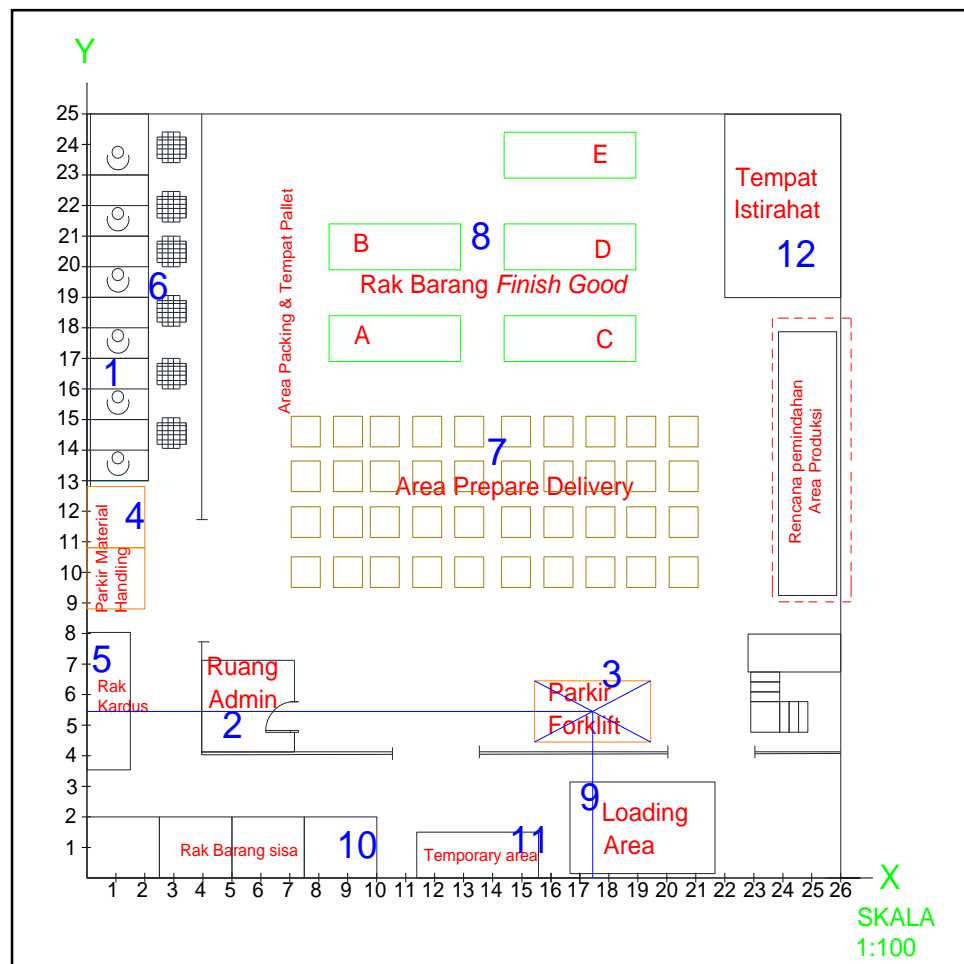 Y
25
24
23
22
21
20
19
18
17
16
15
14
13
12
11
10
9
8
7
6
5
4
3
2
1
1
2
3
4
5
6
7
8
9
10
11
12
13
14
15
16
17
18
19
20
21
22
23
24
25
26
X
SKALA
1:100
E
B
8
D
Rak Barang Finish Good
A
C
Tempat
Istirahat
12
6
1
Area Packing & Tempat Pallet
7
Area Prepare Delivery
Rencana pemindahan
Area Produksi
4
Parkir Material
Handling
5
Rak
Kardus
Ruang
Admin
2
3
Parkir
Forklift
9
Loading
Area
Rak Barang sisa
10
11
Temporary area